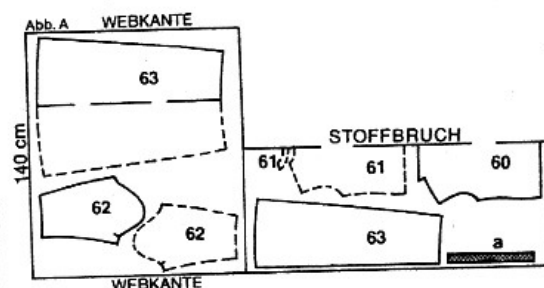 Abb. A WEBKANTE
63
140 cm
STOFFBRUCH
61 61 60
62
62
63
a
WEBKANTE